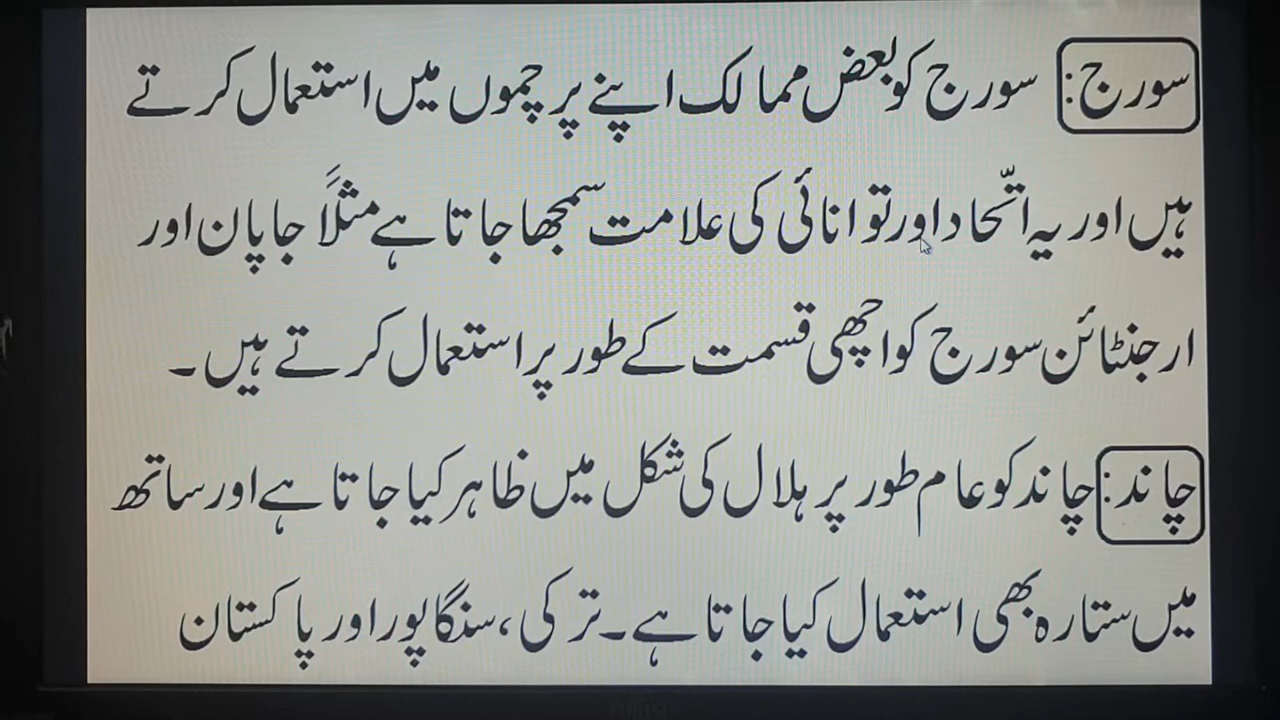 سورج: سورج کو بعض ممالک اپنے پرچموں میں استعمال کرتے
ہیں اور یہ اتّحاد اور توانائی کی علامت سمجھا جاتا ہے مثلاً جاپان اور
ارجنٹائن سورج کو اچھی قسمت کے طور پر استعمال کرتے ہیں۔
چاند: چاند کو عام طور پر ہلال کی شکل میں ظاہر کیا جاتا ہے اور ساتھ
میں ستارہ بھی استعمال کیا جاتا ہے۔ ترکی، سنگاپور اور پاکستان